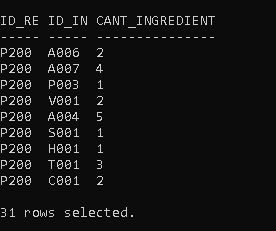 ID_RE ID_IN CANT_INGREDIENT
----- ----- ---------------
P200  A006  2
P200  A007  4
P200  P003  1
P200  V001  2
P200  A004  5
P200  S001  1
P200  H001  1
P200  T001  3
P200  C001  2
31 rows selected.